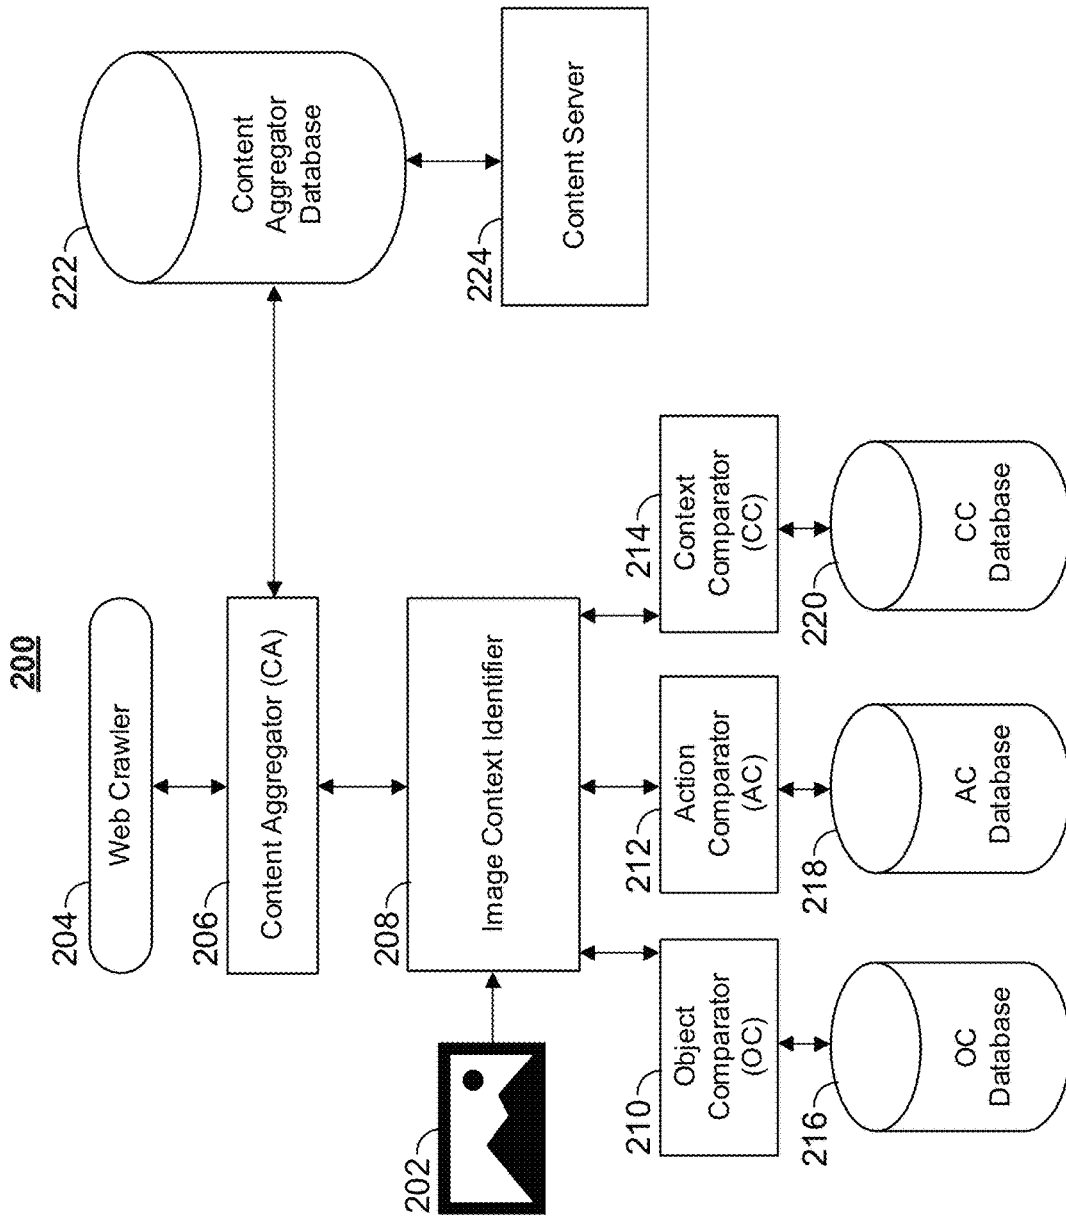 200
204
Web Crawler
206
Content Aggregator (CA)
222
Content
Aggregator
Database
202
208
Image Context Identifier
224
Content Server
210
Object
Comparator
(OC)
212
Action
Comparator
(AC)
214
Context
Comparator
(CC)
216
OC
Database
218
AC
Database
220
CC
Database